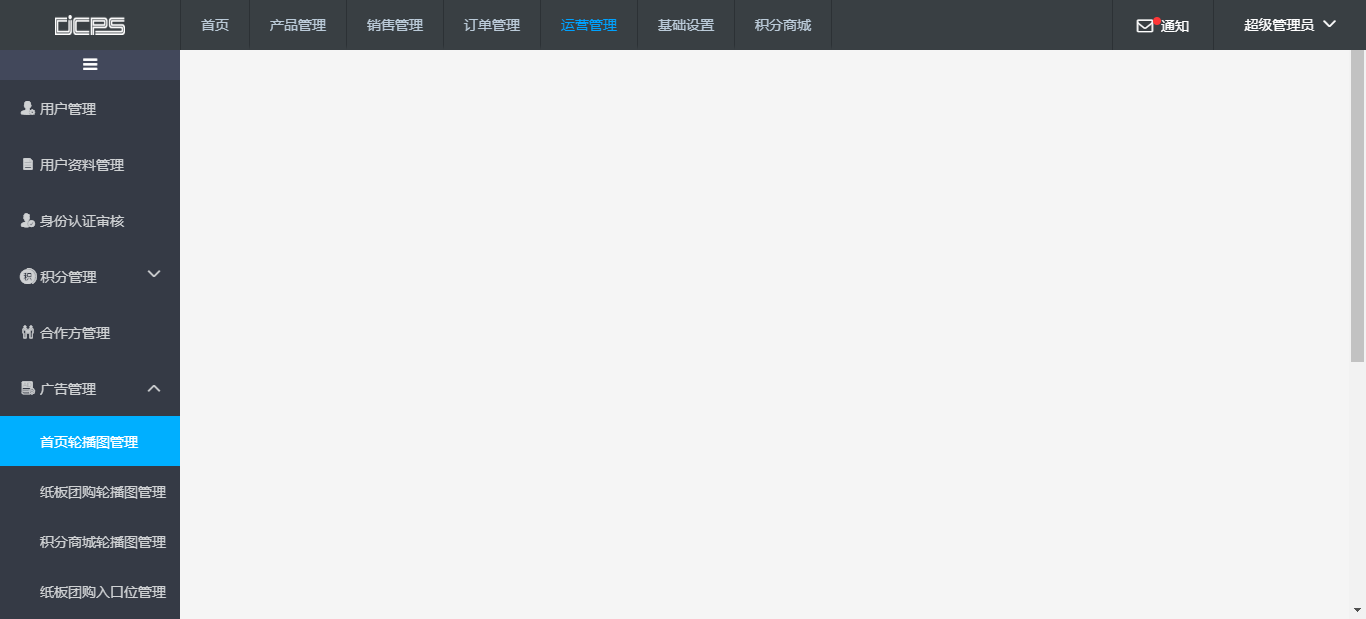 DJCPS
首页 产品管理 销售管理 订单管理 运营管理 基础设置 积分商城 通知 超级管理员
用户管理
用户资料管理
身份认证审核
积 积分管理
合作方管理
广告管理
首页轮播图管理
纸板团购轮播图管理
积分商城轮播图管理
纸板团购入口位管理